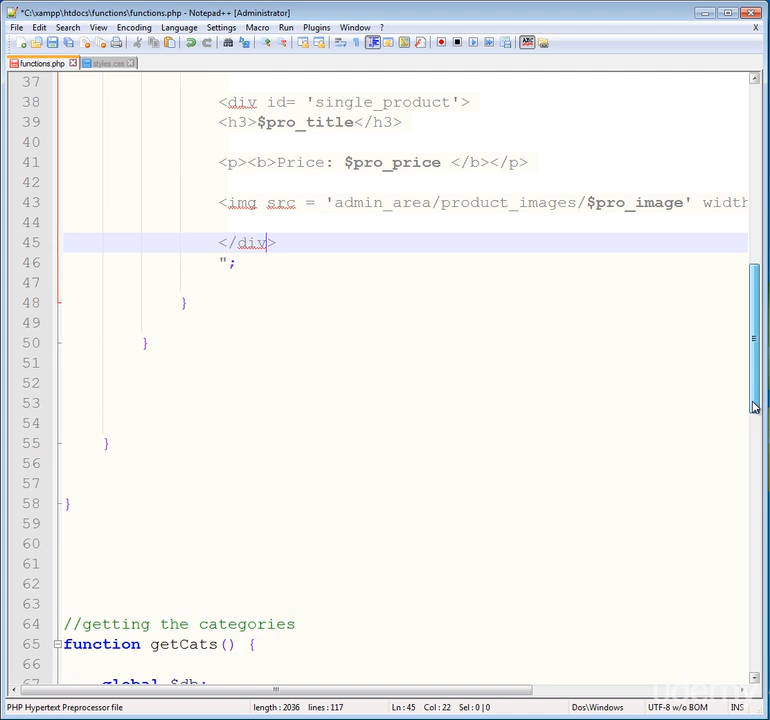 *C:\xampp\htdocs\functions\functions.php - Notepad++ [Administrator]
File Edit Search View Encoding Language Settings Macro Run Plugins Window ? X
functions.php styles.css
37
38 <div id= 'single_product'>
39 <h3>$pro_title</h3>
40
41 <p><b>Price: $pro_price </b></p>
42
43 <img src = 'admin_area/product_images/$pro_image' width
44
45 </div>
46 ";
47
48 }
49
50 }
51
52
53
54
55 }
56
57
58 }
59
60
61
62
63
64 //getting the categories
65 function getCats() {
66
67 global $db;
udemy
PHP Hypertext Preprocessor file length : 2036 lines : 117 Ln : 45 Col : 22 Sel : 0 | 0 Dos\Windows UTF-8 w/o BOM INS